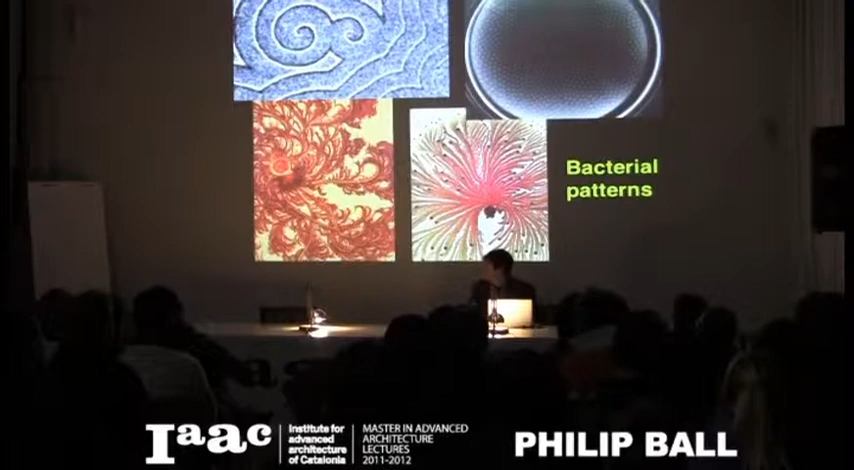 Bacterial
patterns
Iaac
Institute for
advanced
architecture
of Catalonia
MASTER IN ADVANCED
ARCHITECTURE
LECTURES
2011-2012
PHILIP BALL